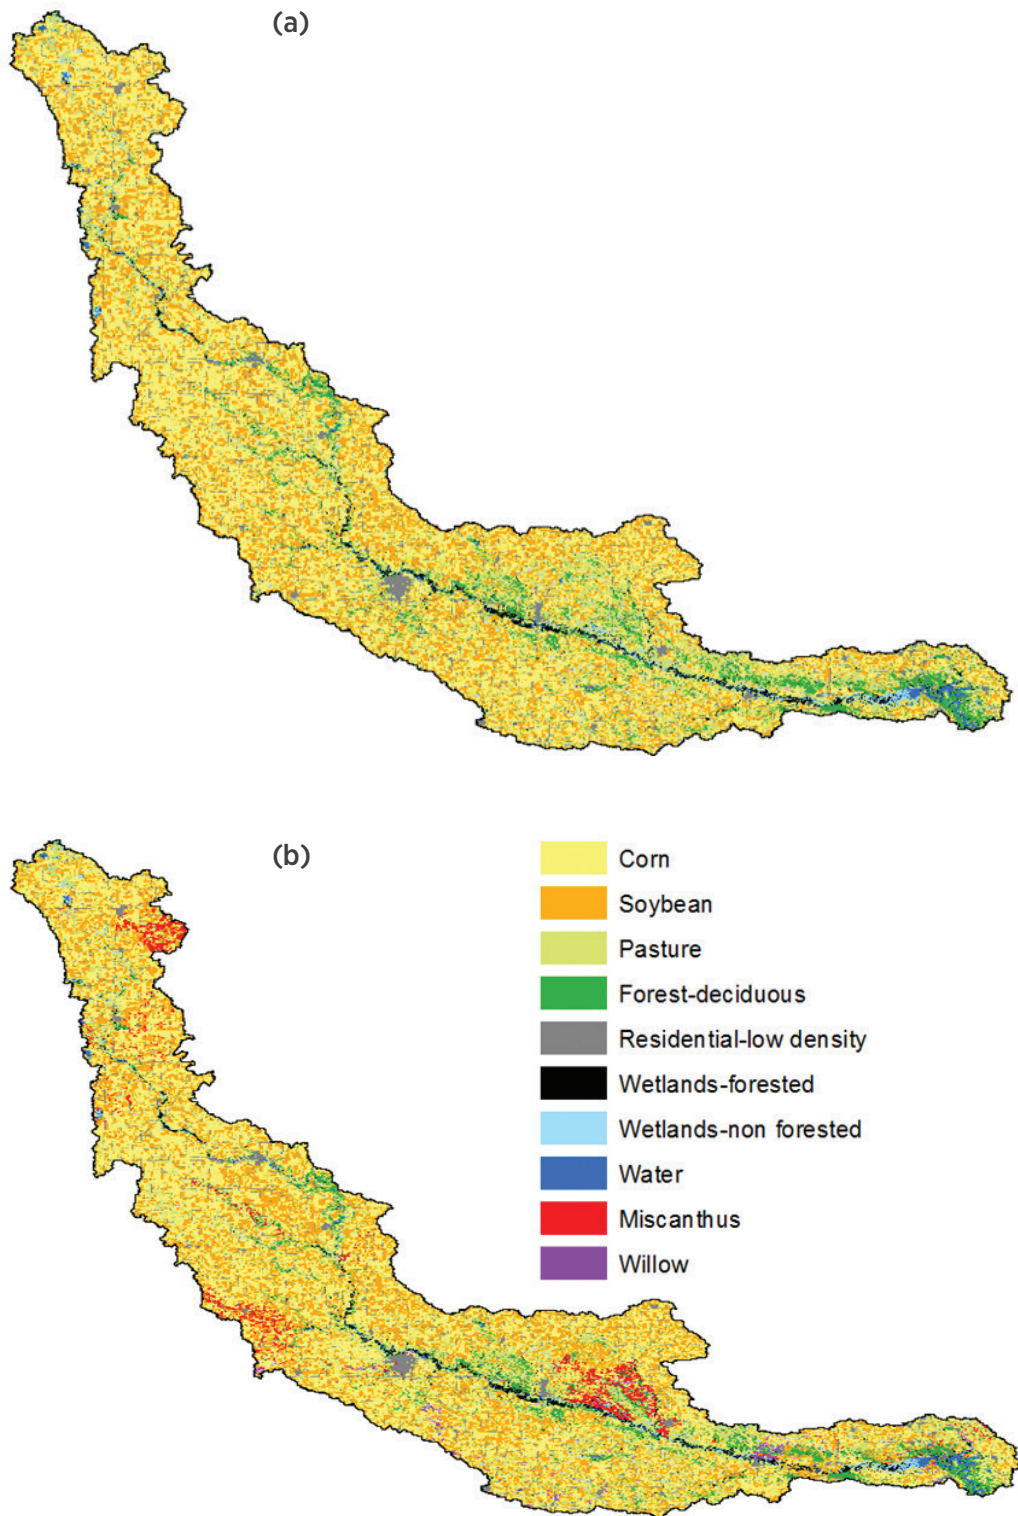 (a)
(b)
Corn
Soybean
Pasture
Forest-deciduous
Residential-low density
Wetlands-forested
Wetlands-non forested
Water
Miscanthus
Willow